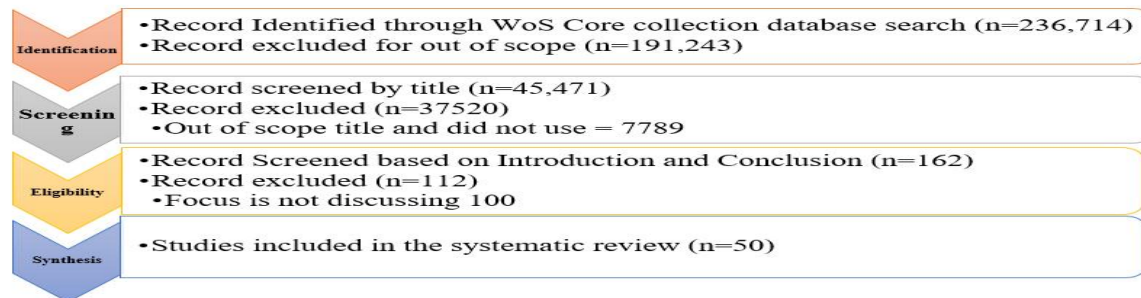 Identification
•Record Identified through WoS Core collection database search (n=236,714)
•Record excluded for out of scope (n=191,243)
Screenin
g
•Record screened by title (n=45,471)
•Record excluded (n=37520)
•Out of scope title and did not use = 7789
Eligibility
•Record Screened based on Introduction and Conclusion (n=162)
•Record excluded (n=112)
•Focus is not discussing 100
Synthesis
•Studies included in the systematic review (n=50)